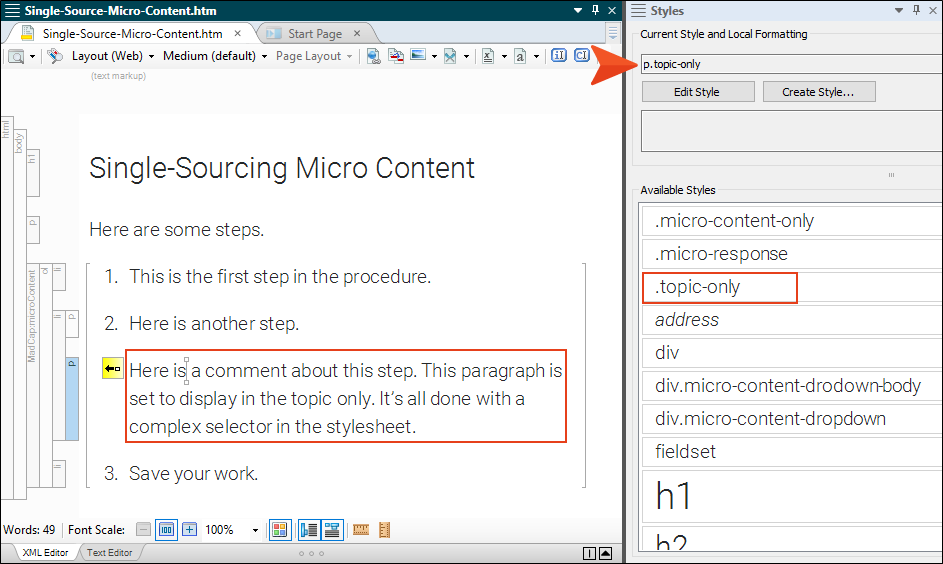 Single-Source-Micro-Content.htm
Single-Source-Micro-Content.htm
Start Page
Layout (Web)
Medium (default)
Page Layout
(text markup)
html
body
h1
p
MadCap:microContent
ol
li
li
p
p
li
Single-Sourcing Micro Content
Here are some steps.
1. This is the first step in the procedure.
2. Here is another step.
Here is a comment about this step. This paragraph is
set to display in the topic only. It's all done with a
complex selector in the stylesheet.
3. Save your work.
Words: 49
Font Scale:
100
100%
XML Editor
Text Editor
Styles
Current Style and Local Formatting
p.topic-only
Edit Style
Create Style...
Available Styles
.micro-content-only
.micro-response
.topic-only
address
div
div.micro-content-drodown-body
div.micro-content-dropdown
fieldset
h1
h2